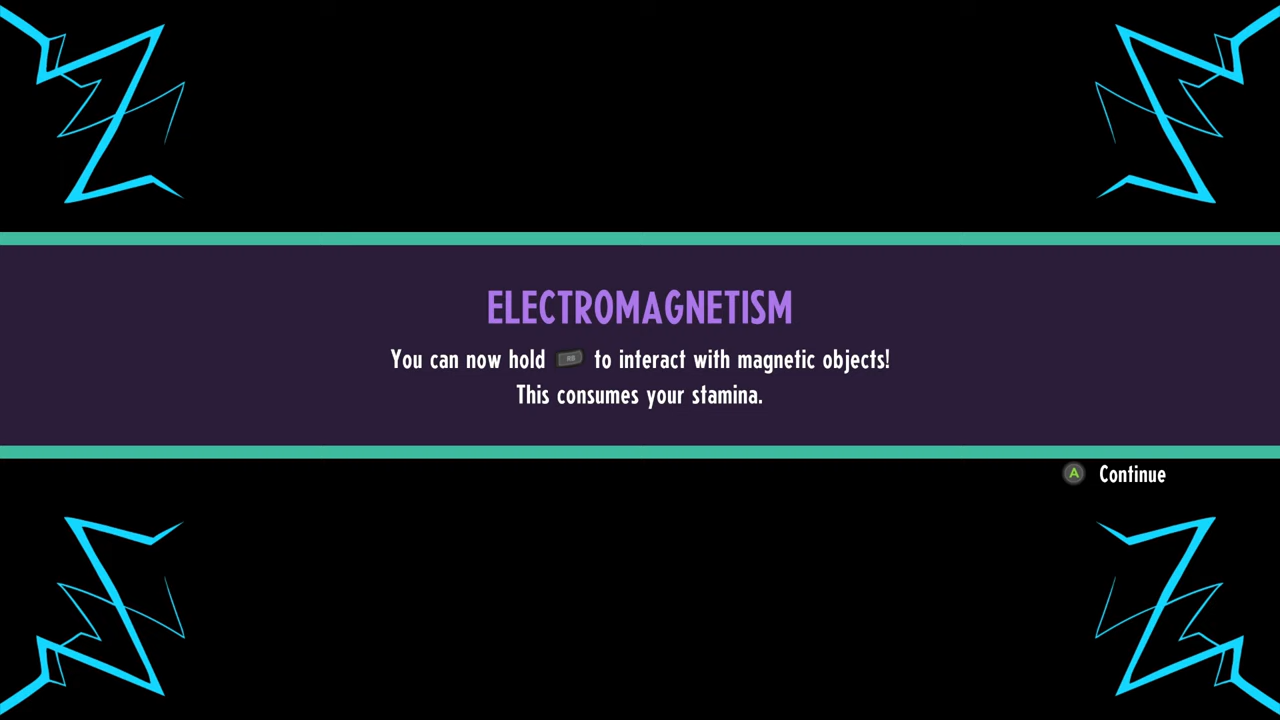 ELECTROMAGNETISM
You can now hold RB to interact with magnetic objects!
This consumes your stamina.
A Continue